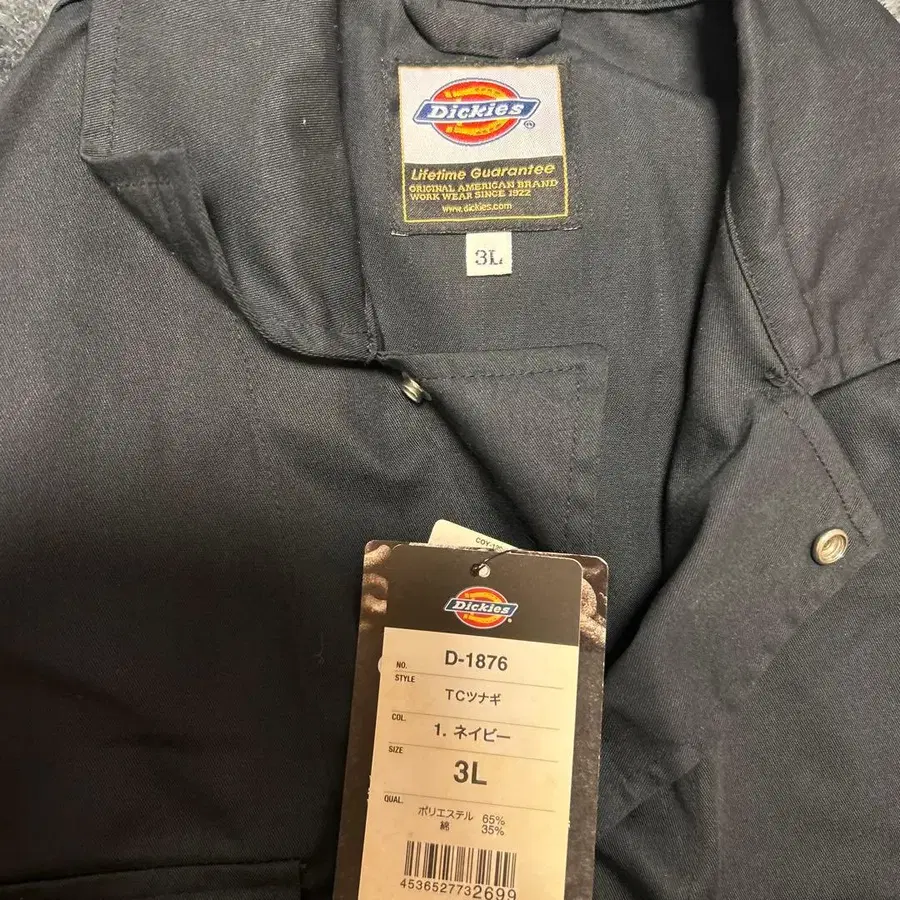 Dickies®
Lifetime Guarantee
ORIGINAL AMERICAN BRAND
WORK WEAR SINCE 1922
www.dickies.com
3L
Dickies®
NO. D-1876
STYLE
TCツナギ
COL.
1. ネイビー
SIZE
3L
QUAL.
ポリエステル 65%
綿 35%
4536527732699